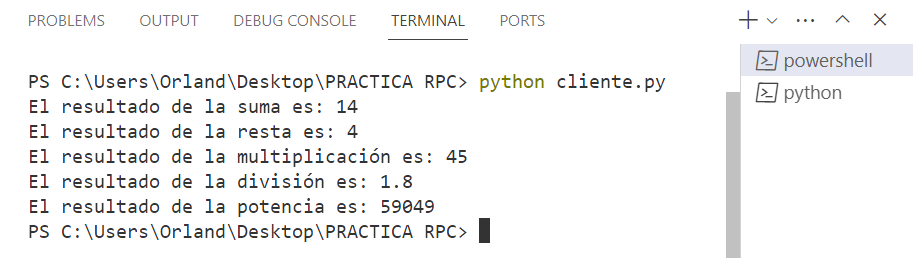 PROBLEMS OUTPUT DEBUG CONSOLE TERMINAL PORTS
PS C:\Users\Orland\Desktop\PRACTICA RPC> python cliente.py
El resultado de la suma es: 14
El resultado de la resta es: 4
El resultado de la multiplicación es: 45
El resultado de la división es: 1.8
El resultado de la potencia es: 59049
PS C:\Users\Orland\Desktop\PRACTICA RPC>
powershell
python